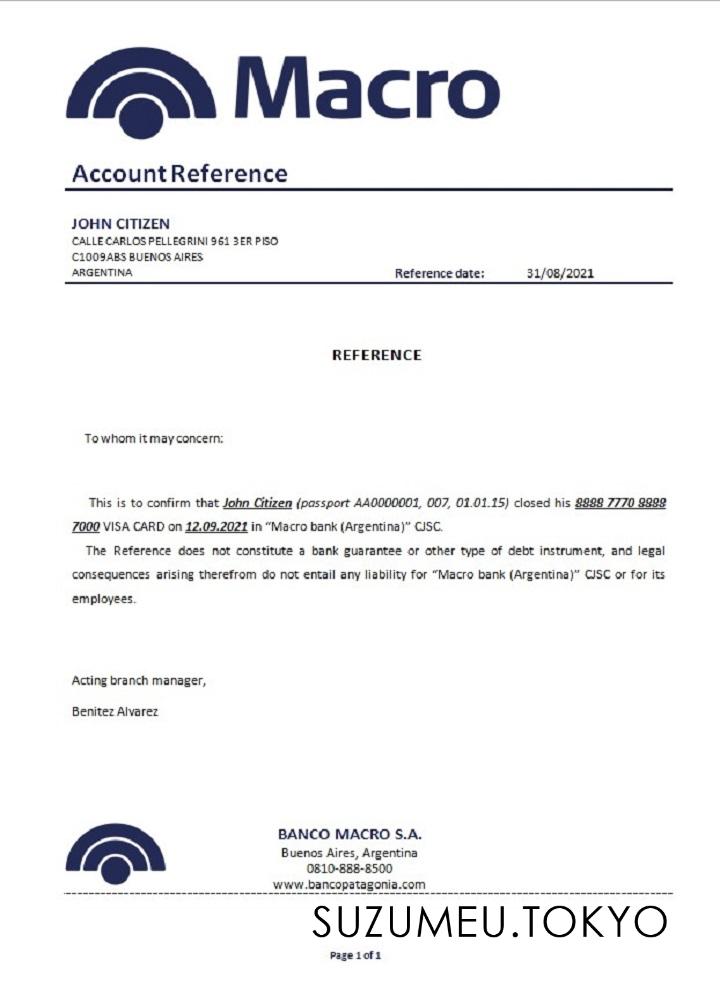 Macro
Account Reference
JOHN CITIZEN
CALLE CARLOS PELLEGRINI 961 3ER PISO
C1009ABS BUENOS AIRES
ARGENTINA
Reference date: 31/08/2021
REFERENCE
To whom it may concern:
This is to confirm that John Citizen (passport AA0000001, 007, 01.01.15) closed his 8888 7770 8888
7000 VISA CARD on 12.09.2021 in “Macro bank (Argentina)” CJSC.
The Reference does not constitute a bank guarantee or other type of debt instrument, and legal
consequences arising therefrom do not entail any liability for “Macro bank (Argentina)” CJSC or for its
employees.
Acting branch manager,
Benitez Alvarez
BANCO MACRO S.A.
Buenos Aires, Argentina
0810-888-8500
www.bancopatagonia.com
SUZUMEU.TOKYO
Page 1 of 1